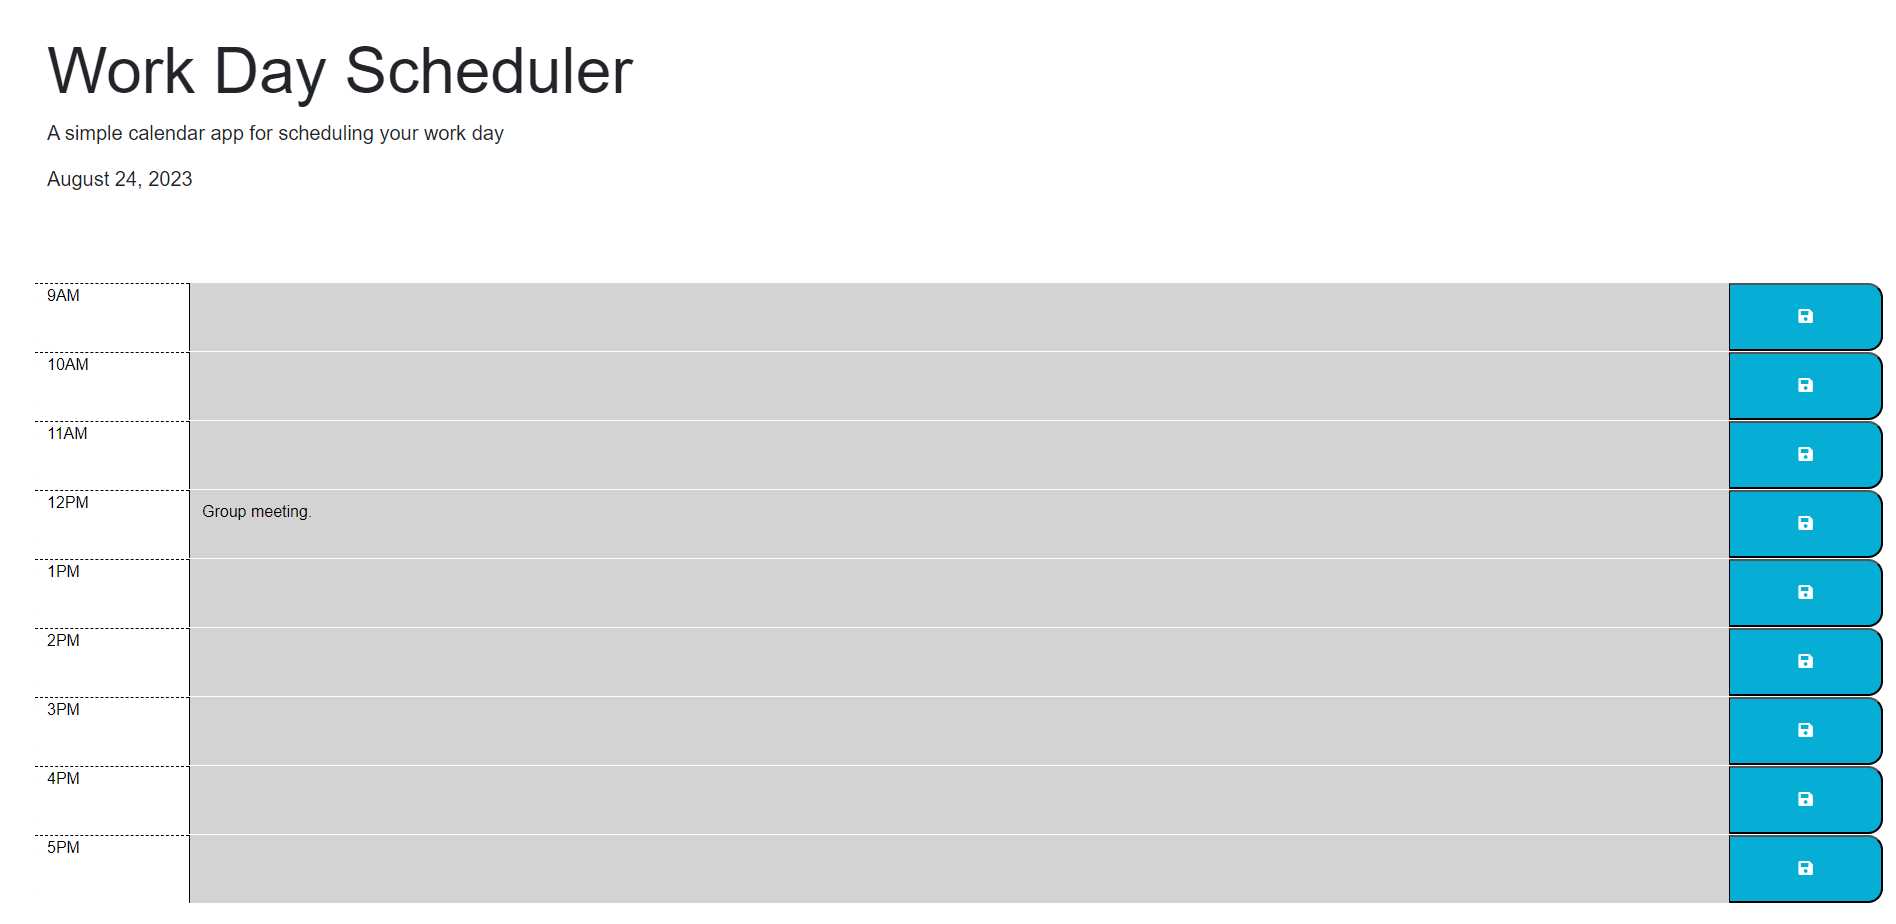 Work Day Scheduler
A simple calendar app for scheduling your work day
August 24, 2023
9AM
10AM
11AM
12PM
Group meeting.
1PM
2PM
3PM
4PM
5PM